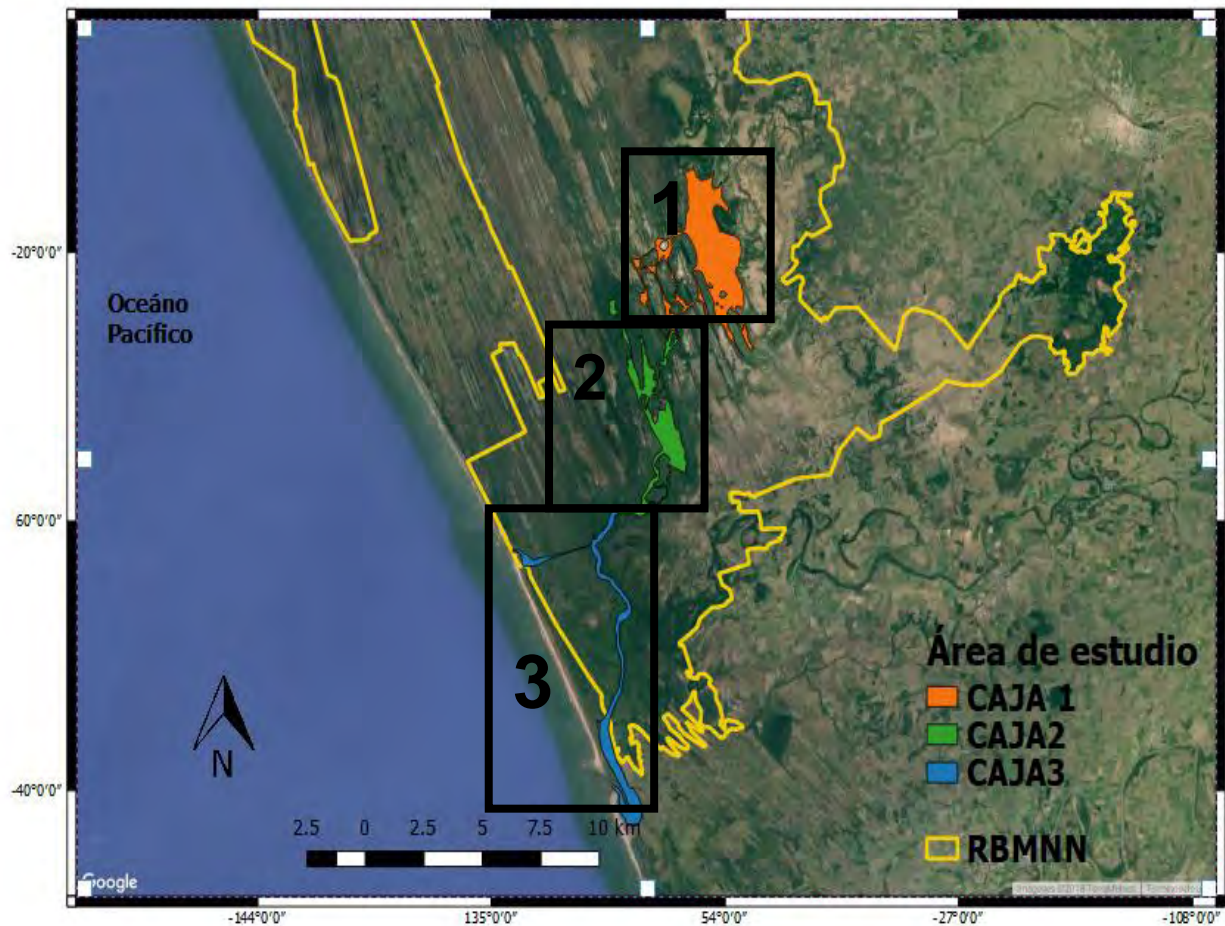 1
-20°0'0"
Oceáno
Pacífico
2
60°0'0"
3
Área de estudio
CAJA 1
CAJA2
CAJA3
N
-40°0'0"
2.5 0 2.5 5 7.5 10 km
RBMNN
Google
-144°0'0" 135°0'0" 54°0'0" -27°0'0" -108°0'0"